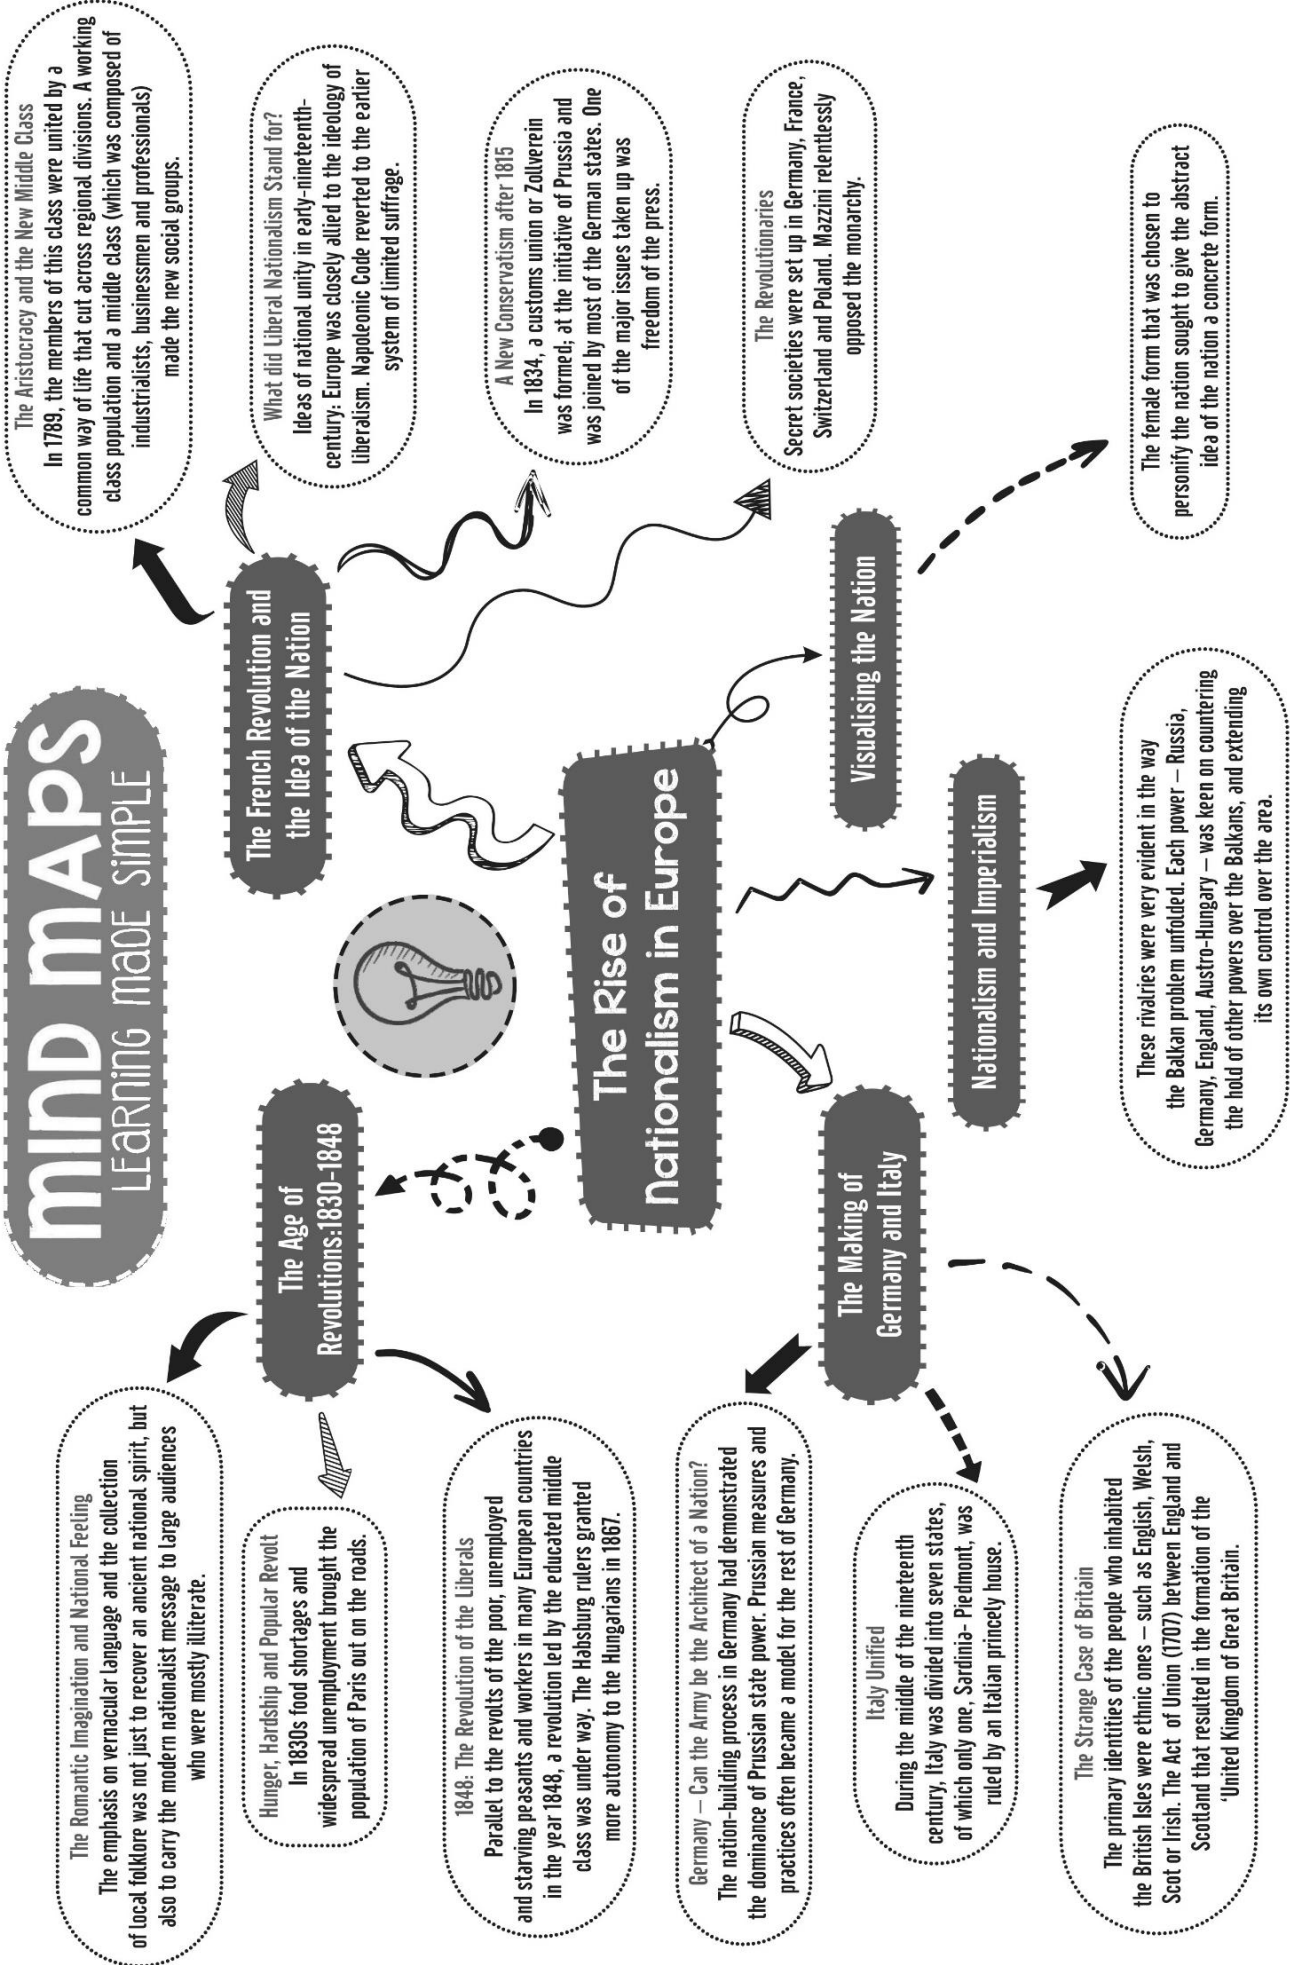 MIND MAPS
LEARNING MADE SIMPLE
The Romantic Imagination and National Feeling
The emphasis on vernacular language and the collection
of local folklore was not just to recover an ancient national spirit, but
also to carry the modern nationalist message to large audiences
who were mostly illiterate.
Hunger, Hardship and Popular Revolt
In 1830s food shortages and
widespread unemployment brought the
population of Paris out on the roads.
1848: The Revolution of the Liberals
Parallel to the revolts of the poor, unemployed
and starving peasants and workers in many European countries
in the year 1848, a revolution led by the educated middle
class was under way. The Habsburg rulers granted
more autonomy to the Hungarians in 1867.
The Age of
Revolutions:1830-1848
The French Revolution and
the Idea of the Nation
The Aristocracy and the New Middle Class
In 1789, the members of this class were united by a
common way of life that cut across regional divisions. A working
class population and a middle class (which was composed of
industrialists, businessmen and professionals)
made the new social groups.
What did Liberal Nationalism Stand for?
Ideas of national unity in early-nineteenth-
century: Europe was closely allied to the ideology of
liberalism. Napoleonic Code reverted to the earlier
system of limited suffrage.
A New Conservatism after 1815
In 1834, a customs union or Zollverein
was formed; at the initiative of Prussia and
was joined by most of the German states. One
of the major issues taken up was
freedom of the press.
The Revolutionaries
Secret societies were set up in Germany, France,
Switzerland and Poland. Mazzini relentlessly
opposed the monarchy.
The Rise of
Nationalism in Europe
Germany – Can the Army be the Architect of a Nation?
The nation-building process in Germany had demonstrated
the dominance of Prussian state power. Prussian measures and
practices often became a model for the rest of Germany.
Italy Unified
During the middle of the nineteenth
century, Italy was divided into seven states,
of which only one, Sardinia- Piedmont, was
ruled by an Italian princely house.
The Strange Case of Britain
The primary identities of the people who inhabited
the British Isles were ethnic ones – such as English, Welsh,
Scot or Irish. The Act of Union (1707) between England and
Scotland that resulted in the formation of the
‘United Kingdom of Great Britain.
The Making of
Germany and Italy
Nationalism and Imperialism
These rivalries were very evident in the way
the Balkan problem unfolded. Each power – Russia,
Germany, England, Austro-Hungary – was keen on countering
the hold of other powers over the Balkans, and extending
its own control over the area.
Visualising the Nation
The female form that was chosen to
personify the nation sought to give the abstract
idea of the nation a concrete form.